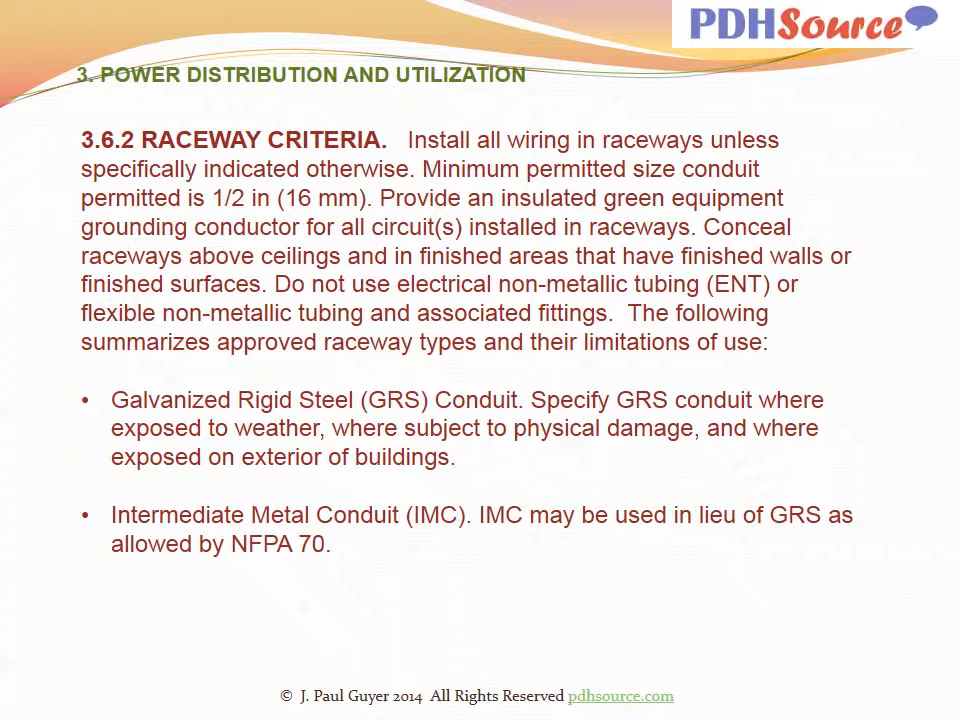 PDHSource
3. POWER DISTRIBUTION AND UTILIZATION
3.6.2 RACEWAY CRITERIA. Install all wiring in raceways unless
specifically indicated otherwise. Minimum permitted size conduit
permitted is 1/2 in (16 mm). Provide an insulated green equipment
grounding conductor for all circuit(s) installed in raceways. Conceal
raceways above ceilings and in finished areas that have finished walls or
finished surfaces. Do not use electrical non-metallic tubing (ENT) or
flexible non-metallic tubing and associated fittings. The following
summarizes approved raceway types and their limitations of use:
• Galvanized Rigid Steel (GRS) Conduit. Specify GRS conduit where
exposed to weather, where subject to physical damage, and where
exposed on exterior of buildings.
• Intermediate Metal Conduit (IMC). IMC may be used in lieu of GRS as
allowed by NFPA 70.
© J. Paul Guyer 2014 All Rights Reserved pdhsource.com